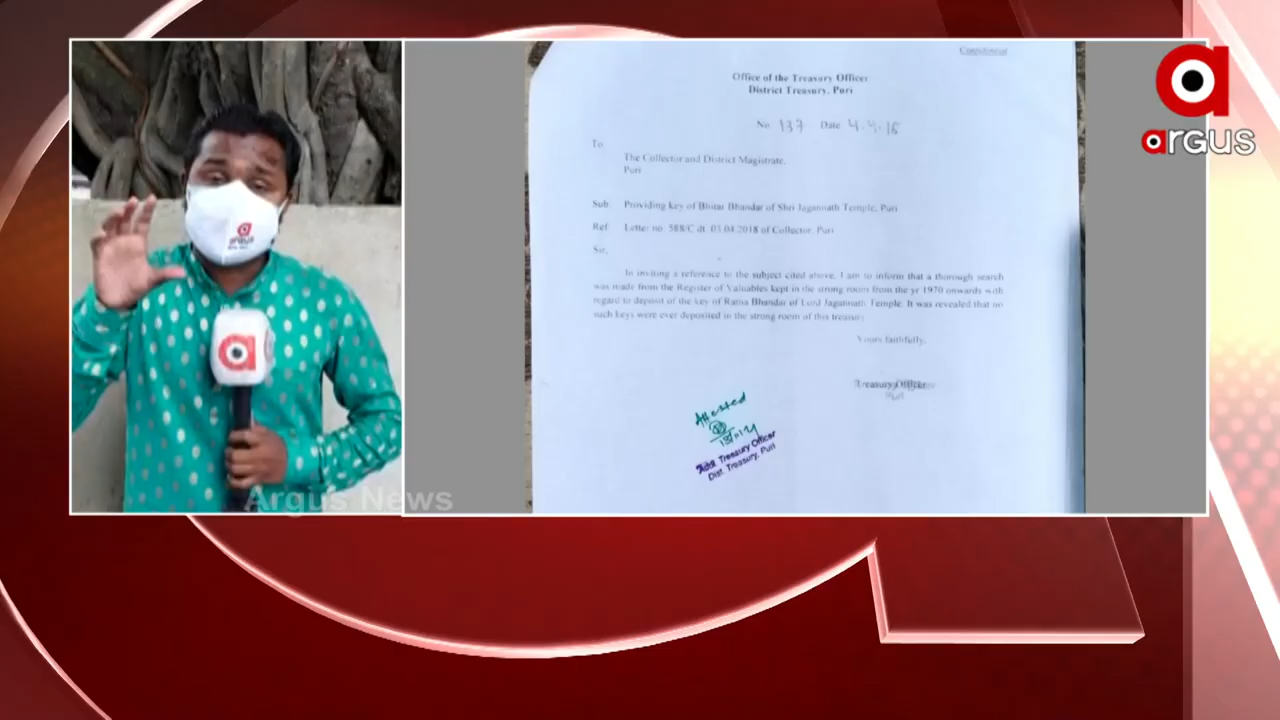 argus
argus
Argus News
Confidential
Office of the Treasury Officer
District Treasury, Puri
No. 137 Date 4.4.18
To
The Collector and District Magistrate,
Puri
Sub: Providing key of Bhitar Bhandar of Shri Jagannath Temple, Puri
Ref: Letter no. 388/C dt. 03.04.2018 of Collector, Puri
Sir,
In inviting a reference to the subject cited above, I am to inform that a thorough search
was made from the Register of Valuables kept in the strong room from the yr 1970 onwards with
regard to deposit of the key of Ratna Bhandar of Lord Jagannath Temple. It was revealed that no
such keys were ever deposited in the strong room of this treasury
Yours faithfully,
Treasury Officer
Puri
Attested
Addl. Treasury Officer
Dist. Treasury, Puri